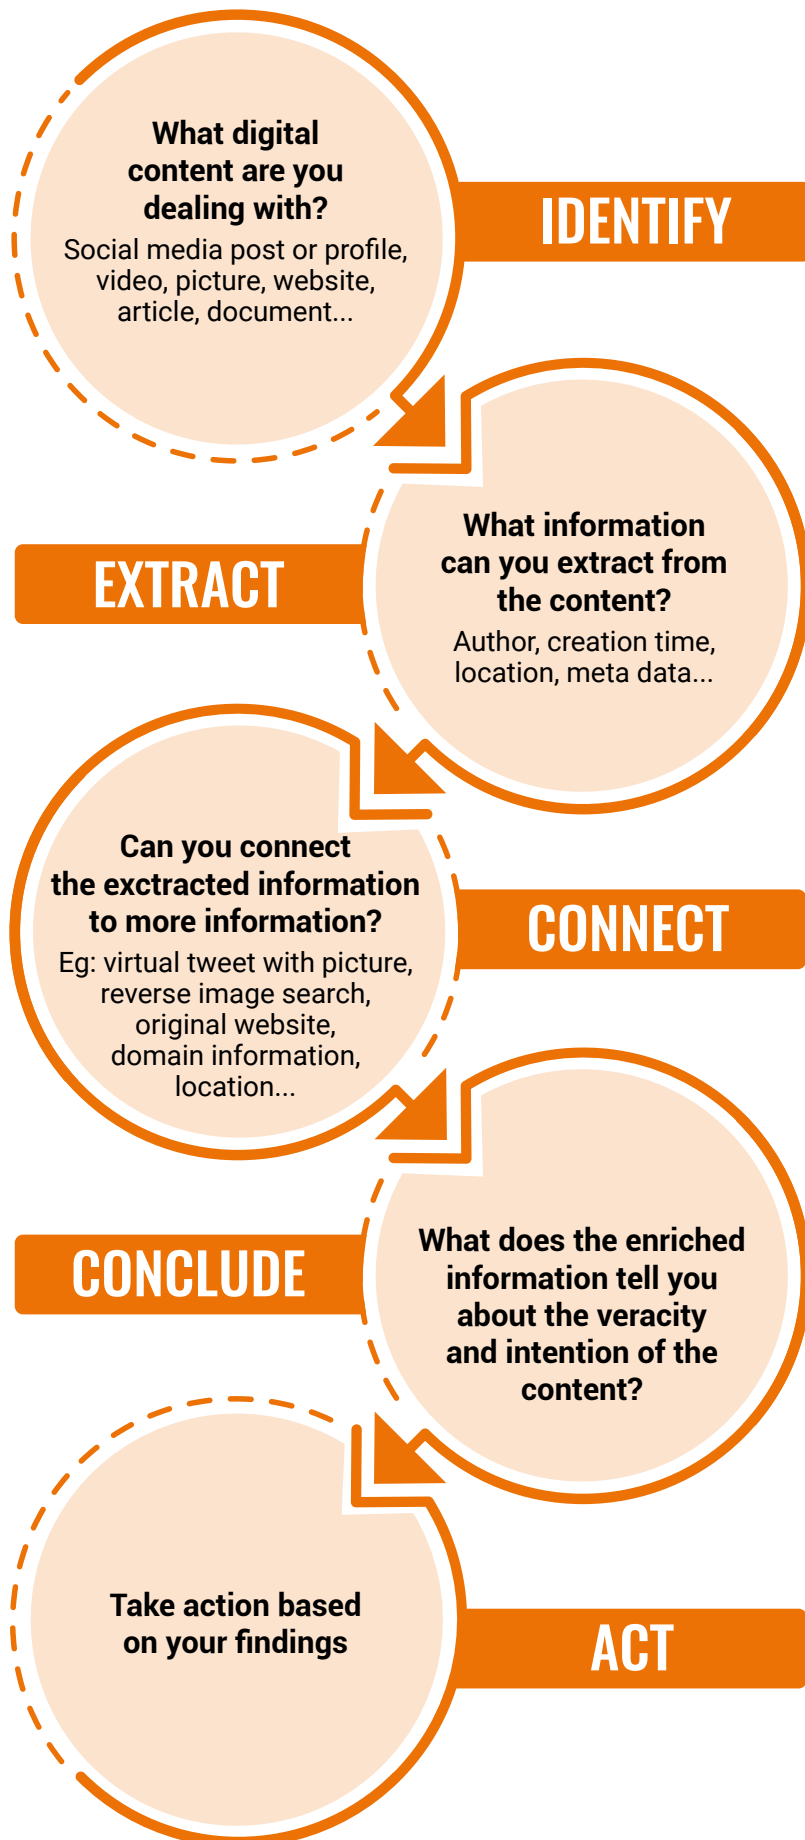 What digital
content are you
dealing with?
Social media post or profile,
video, picture, website,
article, document...
IDENTIFY
What information
can you extract from
the content?
Author, creation time,
location, meta data...
EXTRACT
Can you connect
the exctracted information
to more information?
Eg: virtual tweet with picture,
reverse image search,
original website,
domain information,
location...
CONNECT
What does the enriched
information tell you
about the veracity
and intention of the
content?
CONCLUDE
Take action based
on your findings
ACT